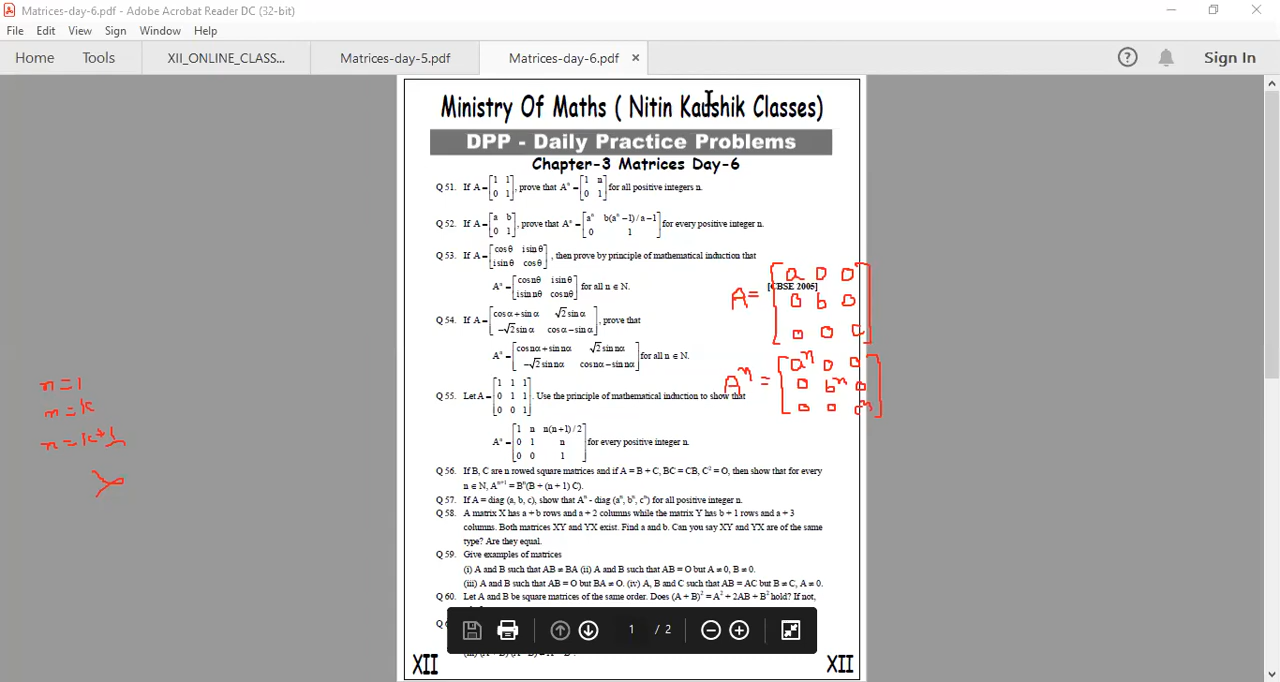 Matrices-day-6.pdf - Adobe Acrobat Reader DC (32-bit)
File Edit View Sign Window Help
Home Tools XII_ONLINE_CLASS... Matrices-day-5.pdf Matrices-day-6.pdf × Sign In
Ministry Of Maths ( Nitin Kaushik Classes)
DPP - Daily Practice Problems
Chapter-3 Matrices Day-6
Q 51. If A = [1 1; 0 1], prove that Aⁿ = [1 n; 0 1] for all positive integers n.
Q 52. If A = [a b; 0 1], prove that Aⁿ = [aⁿ b(aⁿ −1) / a−1; 0 1] for every positive integer n.
Q 53. If A = [cos θ i sin θ; i sin θ cos θ], then prove by principle of mathematical induction that
Aⁿ = [cos nθ i sin θ; i sin nθ cos nθ] for all n ∈ N. [CBSE 2005]
Q 54. If A = [cos α + sin α √2 sin α; −√2 sin α cos α − sin α], prove that
Aⁿ = [cos nα + sin nα √2 sin nα; −√2 sin nα cos nα − sin nα] for all n ∈ N.
Q 55. Let A = [1 1 1; 0 1 1; 0 0 1]. Use the principle of mathematical induction to show that
Aⁿ = [1 n n(n+1) / 2; 0 1 n; 0 0 1] for every positive integer n.
Q 56. If B, C are n rowed square matrices and if A = B + C, BC = CB, C² = O, then show that for every
n ∈ N, Aⁿ⁺¹ = Bⁿ(B + (n + 1) C).
Q 57. If A = diag (a, b, c), show that Aⁿ - diag (aⁿ, bⁿ, cⁿ) for all positive integer n.
Q 58. A matrix X has a + b rows and a + 2 columns while the matrix Y has b + 1 rows and a + 3
columns. Both matrices XY and YX exist. Find a and b. Can you say XY and YX are of the same
type? Are they equal.
Q 59. Give examples of matrices
(i) A and B such that AB ≠ BA (ii) A and B such that AB = O but A ≠ 0, B ≠ 0.
(iii) A and B such that AB = O but BA ≠ O. (iv) A, B and C such that AB = AC but B ≠ C, A ≠ 0.
Q 60. Let A and B be square matrices of the same order. Does (A + B)² = A² + 2AB + B² hold? If not,
1 / 2
XII XII
A = [a 0 0; 0 b 0; 0 0 c]
Aⁿ = [aⁿ 0 0; 0 bⁿ 0; 0 0 cⁿ]
n = 1
n = k
n = k+1